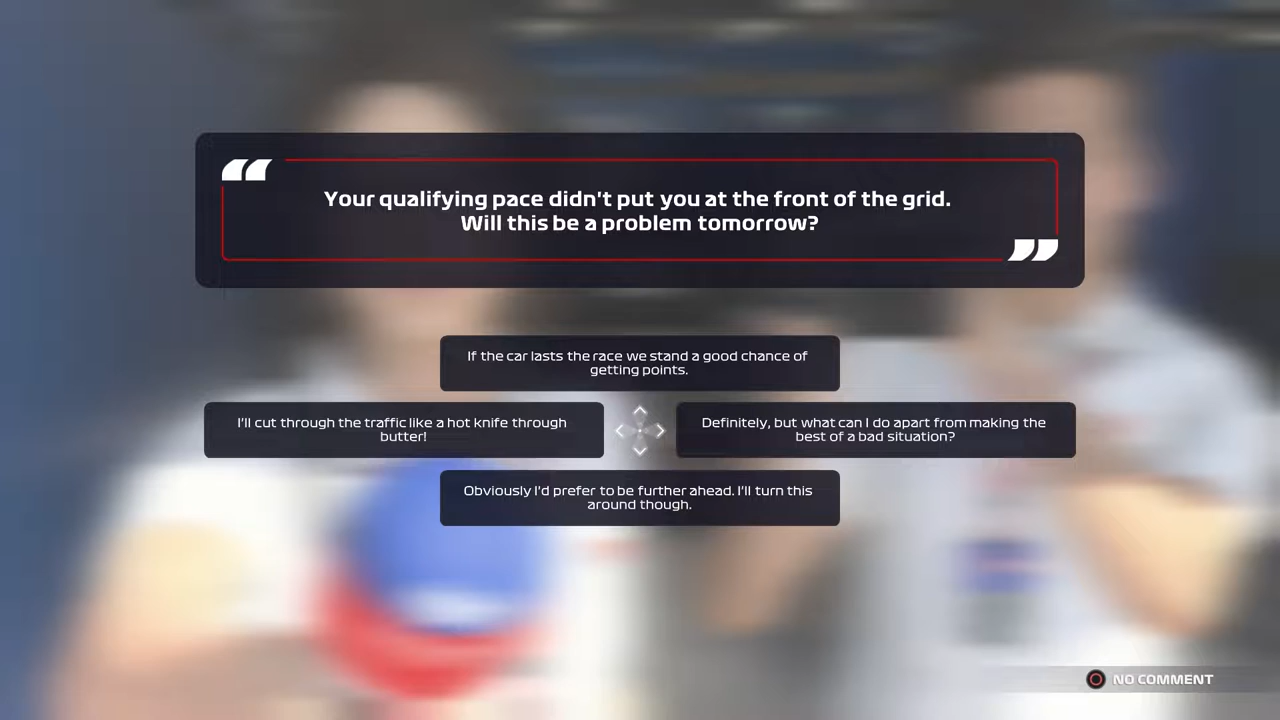 Your qualifying pace didn't put you at the front of the grid.
Will this be a problem tomorrow?
If the car lasts the race we stand a good chance of
getting points.
I'll cut through the traffic like a hot knife through
butter!
Definitely, but what can I do apart from making the
best of a bad situation?
Obviously I'd prefer to be further ahead. I'll turn this
around though.
NO COMMENT